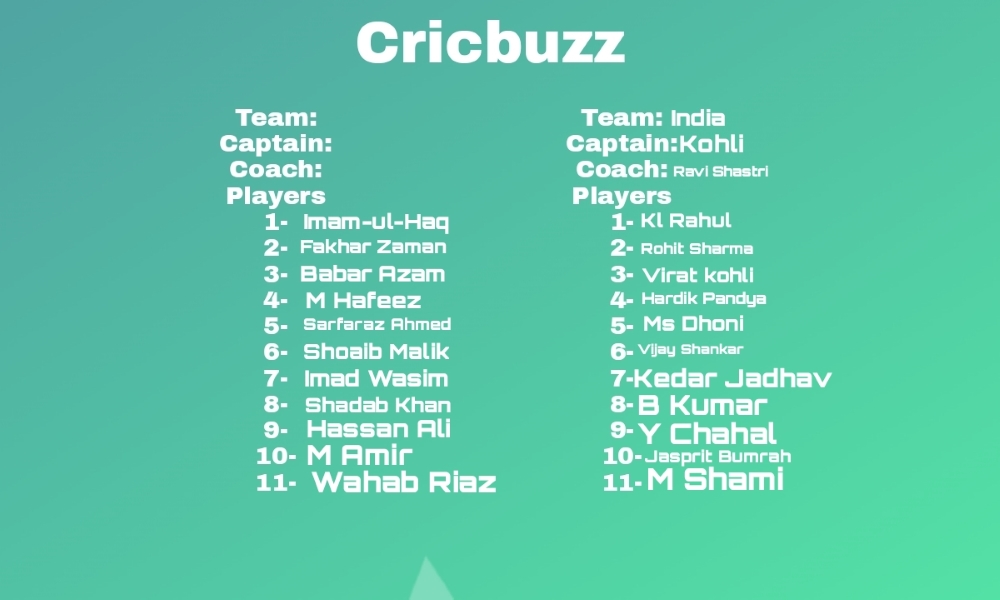 Cricbuzz
Team:
Captain:
Coach:
Players
1- Imam-ul-Haq
2- Fakhar Zaman
3- Babar Azam
4- M Hafeez
5- Sarfaraz Ahmed
6- Shoaib Malik
7- Imad Wasim
8- Shadab Khan
9- Hassan Ali
10- M Amir
11- Wahab Riaz
Team: India
Captain:Kohli
Coach: Ravi Shastri
Players
1- Kl Rahul
2- Rohit Sharma
3- Virat kohli
4- Hardik Pandya
5- Ms Dhoni
6- Vijay Shankar
7-Kedar Jadhav
8- B Kumar
9- Y Chahal
10-Jasprit Bumrah
11- M Shami